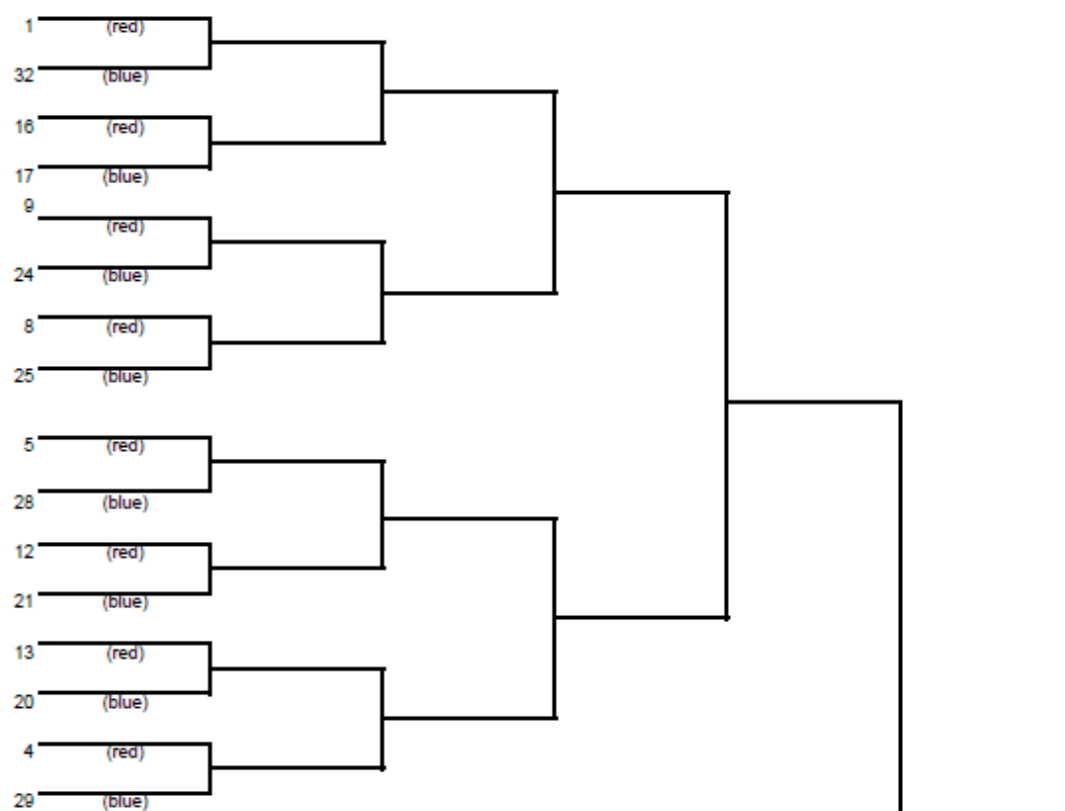 1 (red)
32 (blue)
16 (red)
17 (blue)
9 (red)
24 (blue)
8 (red)
25 (blue)
5 (red)
28 (blue)
12 (red)
21 (blue)
13 (red)
20 (blue)
4 (red)
29 (blue)